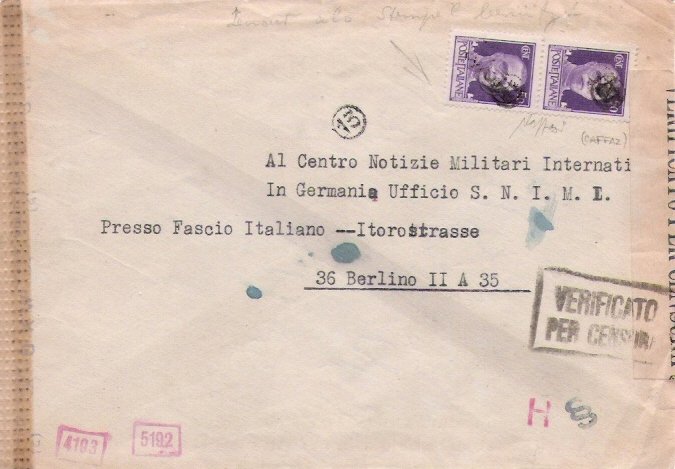 POSTE ITALIANE POSTE ITALIANE
(CAFFAZ)
Al Centro Notizie Militari Internati
In Germania Ufficio S. N. I. M. I.
Presso Fascio Italiano --Itorostrasse
36 Berlino II A 35
VERIFICATO
PER CENSURA
H
4193 5192